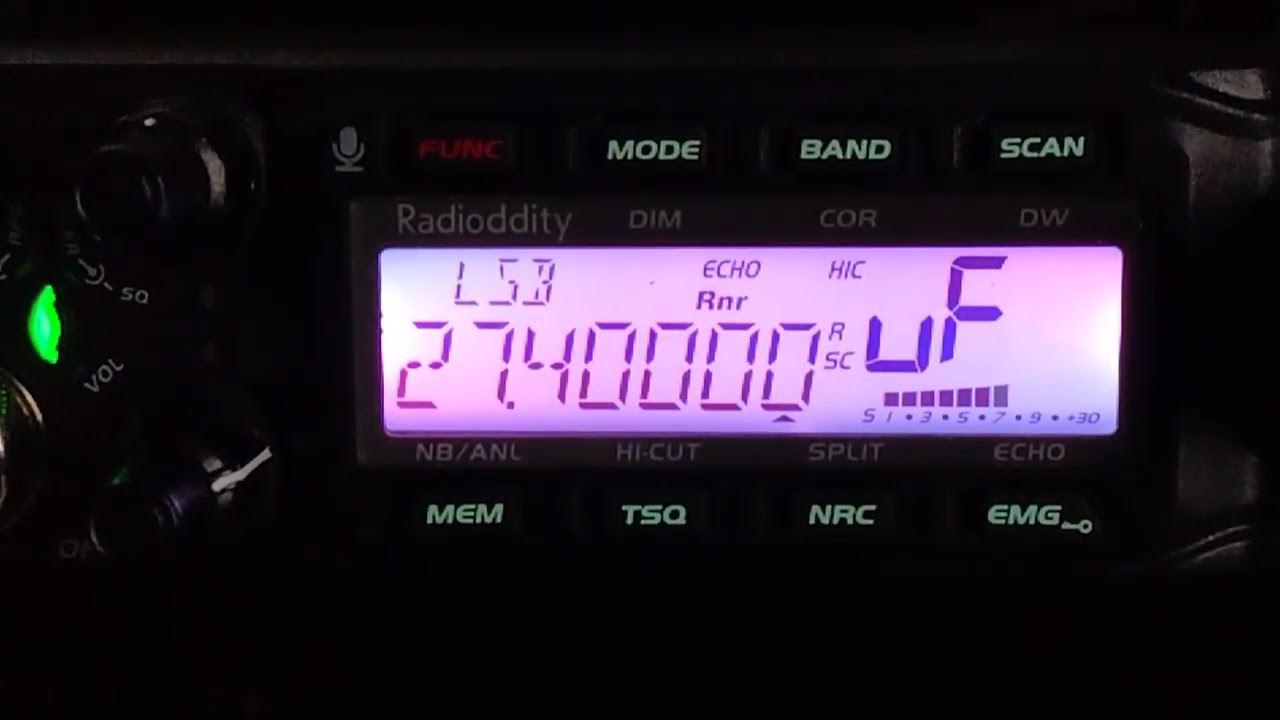 FUNC MODE BAND SCAN
Radioddity DIM COR DW
LSB ECHO HIC
Rnr
27.40000 R SC UF
S 1 • 3 • 5 • 7 • 9 • +30
NB/ANL HI-CUT SPLIT ECHO
MEM TSQ NRC EMG
SQ
VOL